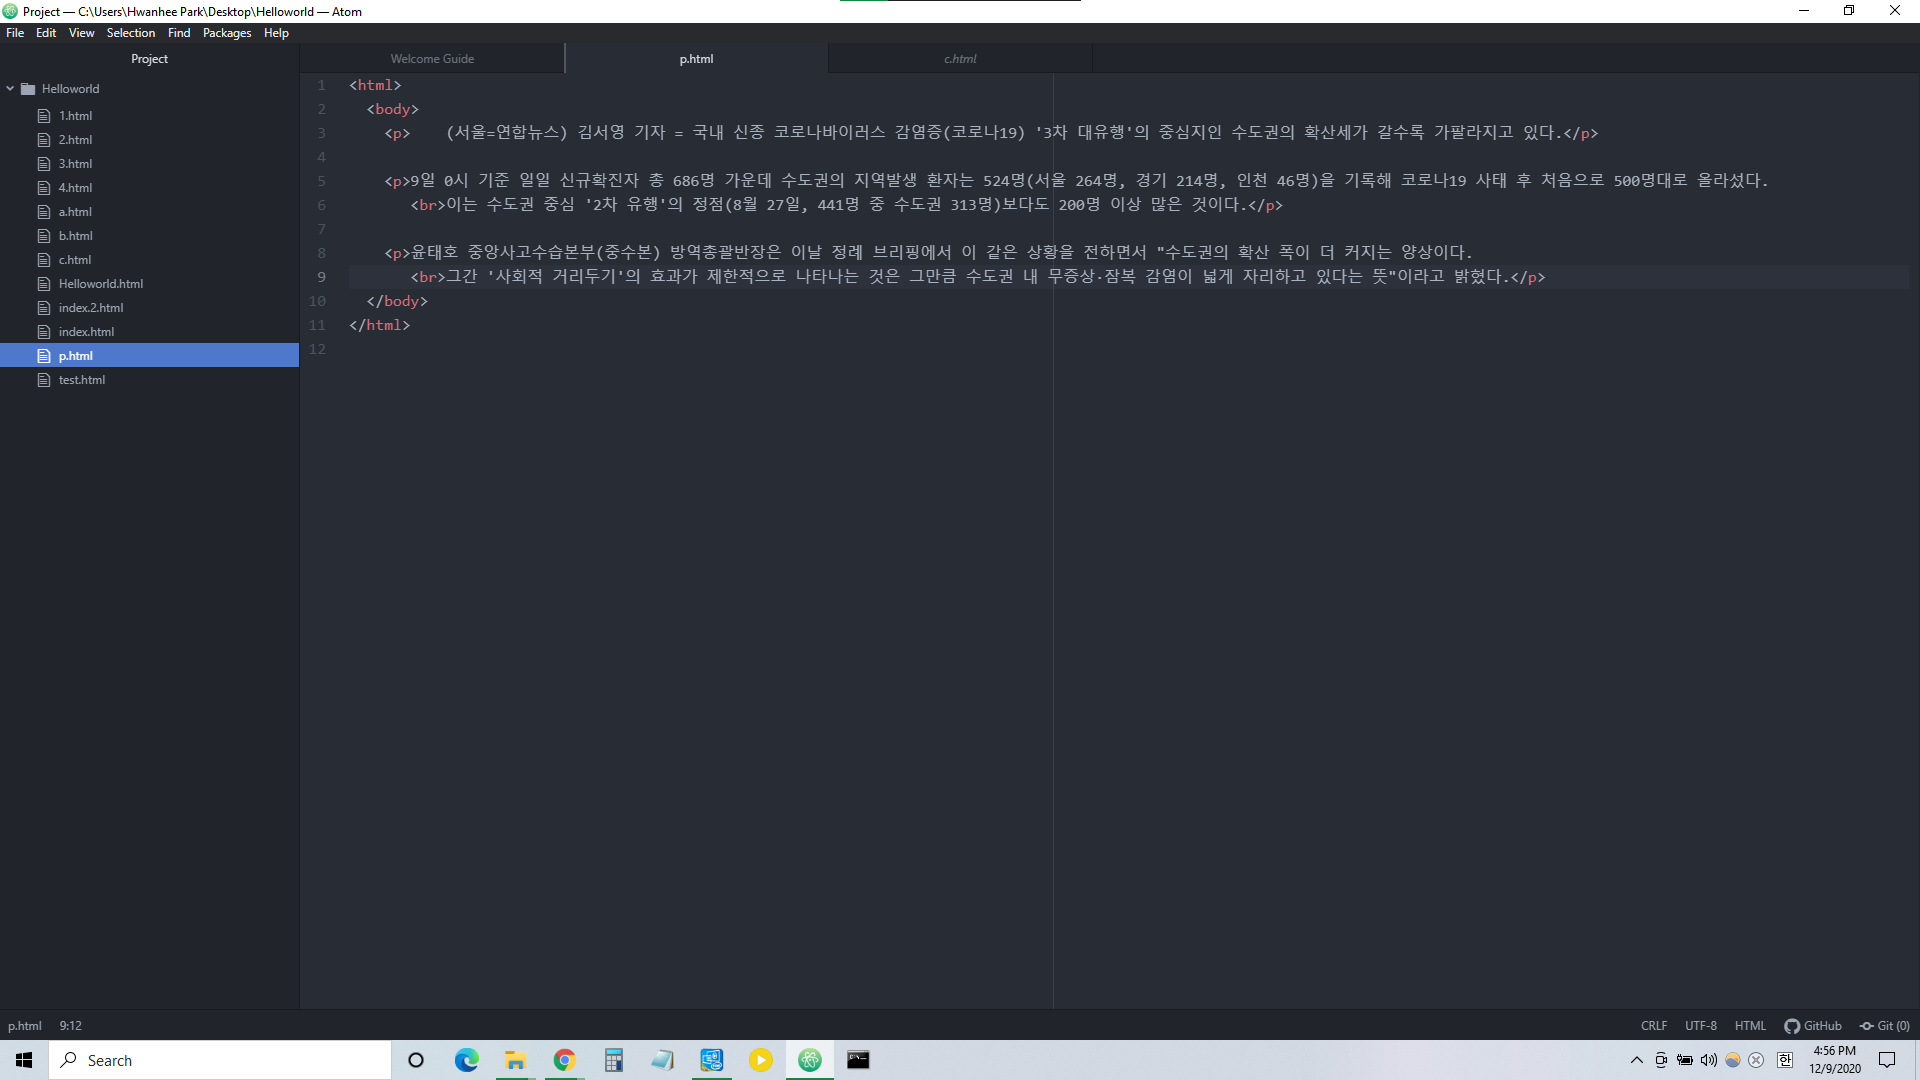 Project — C:\Users\Hwanhee Park\Desktop\Helloworld — Atom
File Edit View Selection Find Packages Help
Project
Helloworld
1.html
2.html
3.html
4.html
a.html
b.html
c.html
Helloworld.html
index.2.html
index.html
p.html
test.html
Welcome Guide p.html c.html
1 <html>
2 <body>
3 <p> (서울=연합뉴스) 김서영 기자 = 국내 신종 코로나바이러스 감염증(코로나19) '3차 대유행'의 중심지인 수도권의 확산세가 갈수록 가팔라지고 있다.</p>
4
5 <p>9일 0시 기준 일일 신규확진자 총 686명 가운데 수도권의 지역발생 환자는 524명(서울 264명, 경기 214명, 인천 46명)을 기록해 코로나19 사태 후 처음으로 500명대로 올라섰다.
6 <br>이는 수도권 중심 '2차 유행'의 정점(8월 27일, 441명 중 수도권 313명)보다도 200명 이상 많은 것이다.</p>
7
8 <p>윤태호 중앙사고수습본부(중수본) 방역총괄반장은 이날 정례 브리핑에서 이 같은 상황을 전하면서 "수도권의 확산 폭이 더 커지는 양상이다.
9 <br>그간 '사회적 거리두기'의 효과가 제한적으로 나타나는 것은 그만큼 수도권 내 무증상·잠복 감염이 넓게 자리하고 있다는 뜻"이라고 밝혔다.</p>
10 </body>
11 </html>
12
p.html 9:12 CRLF UTF-8 HTML GitHub Git (0)
Search
한
4:56 PM
12/9/2020